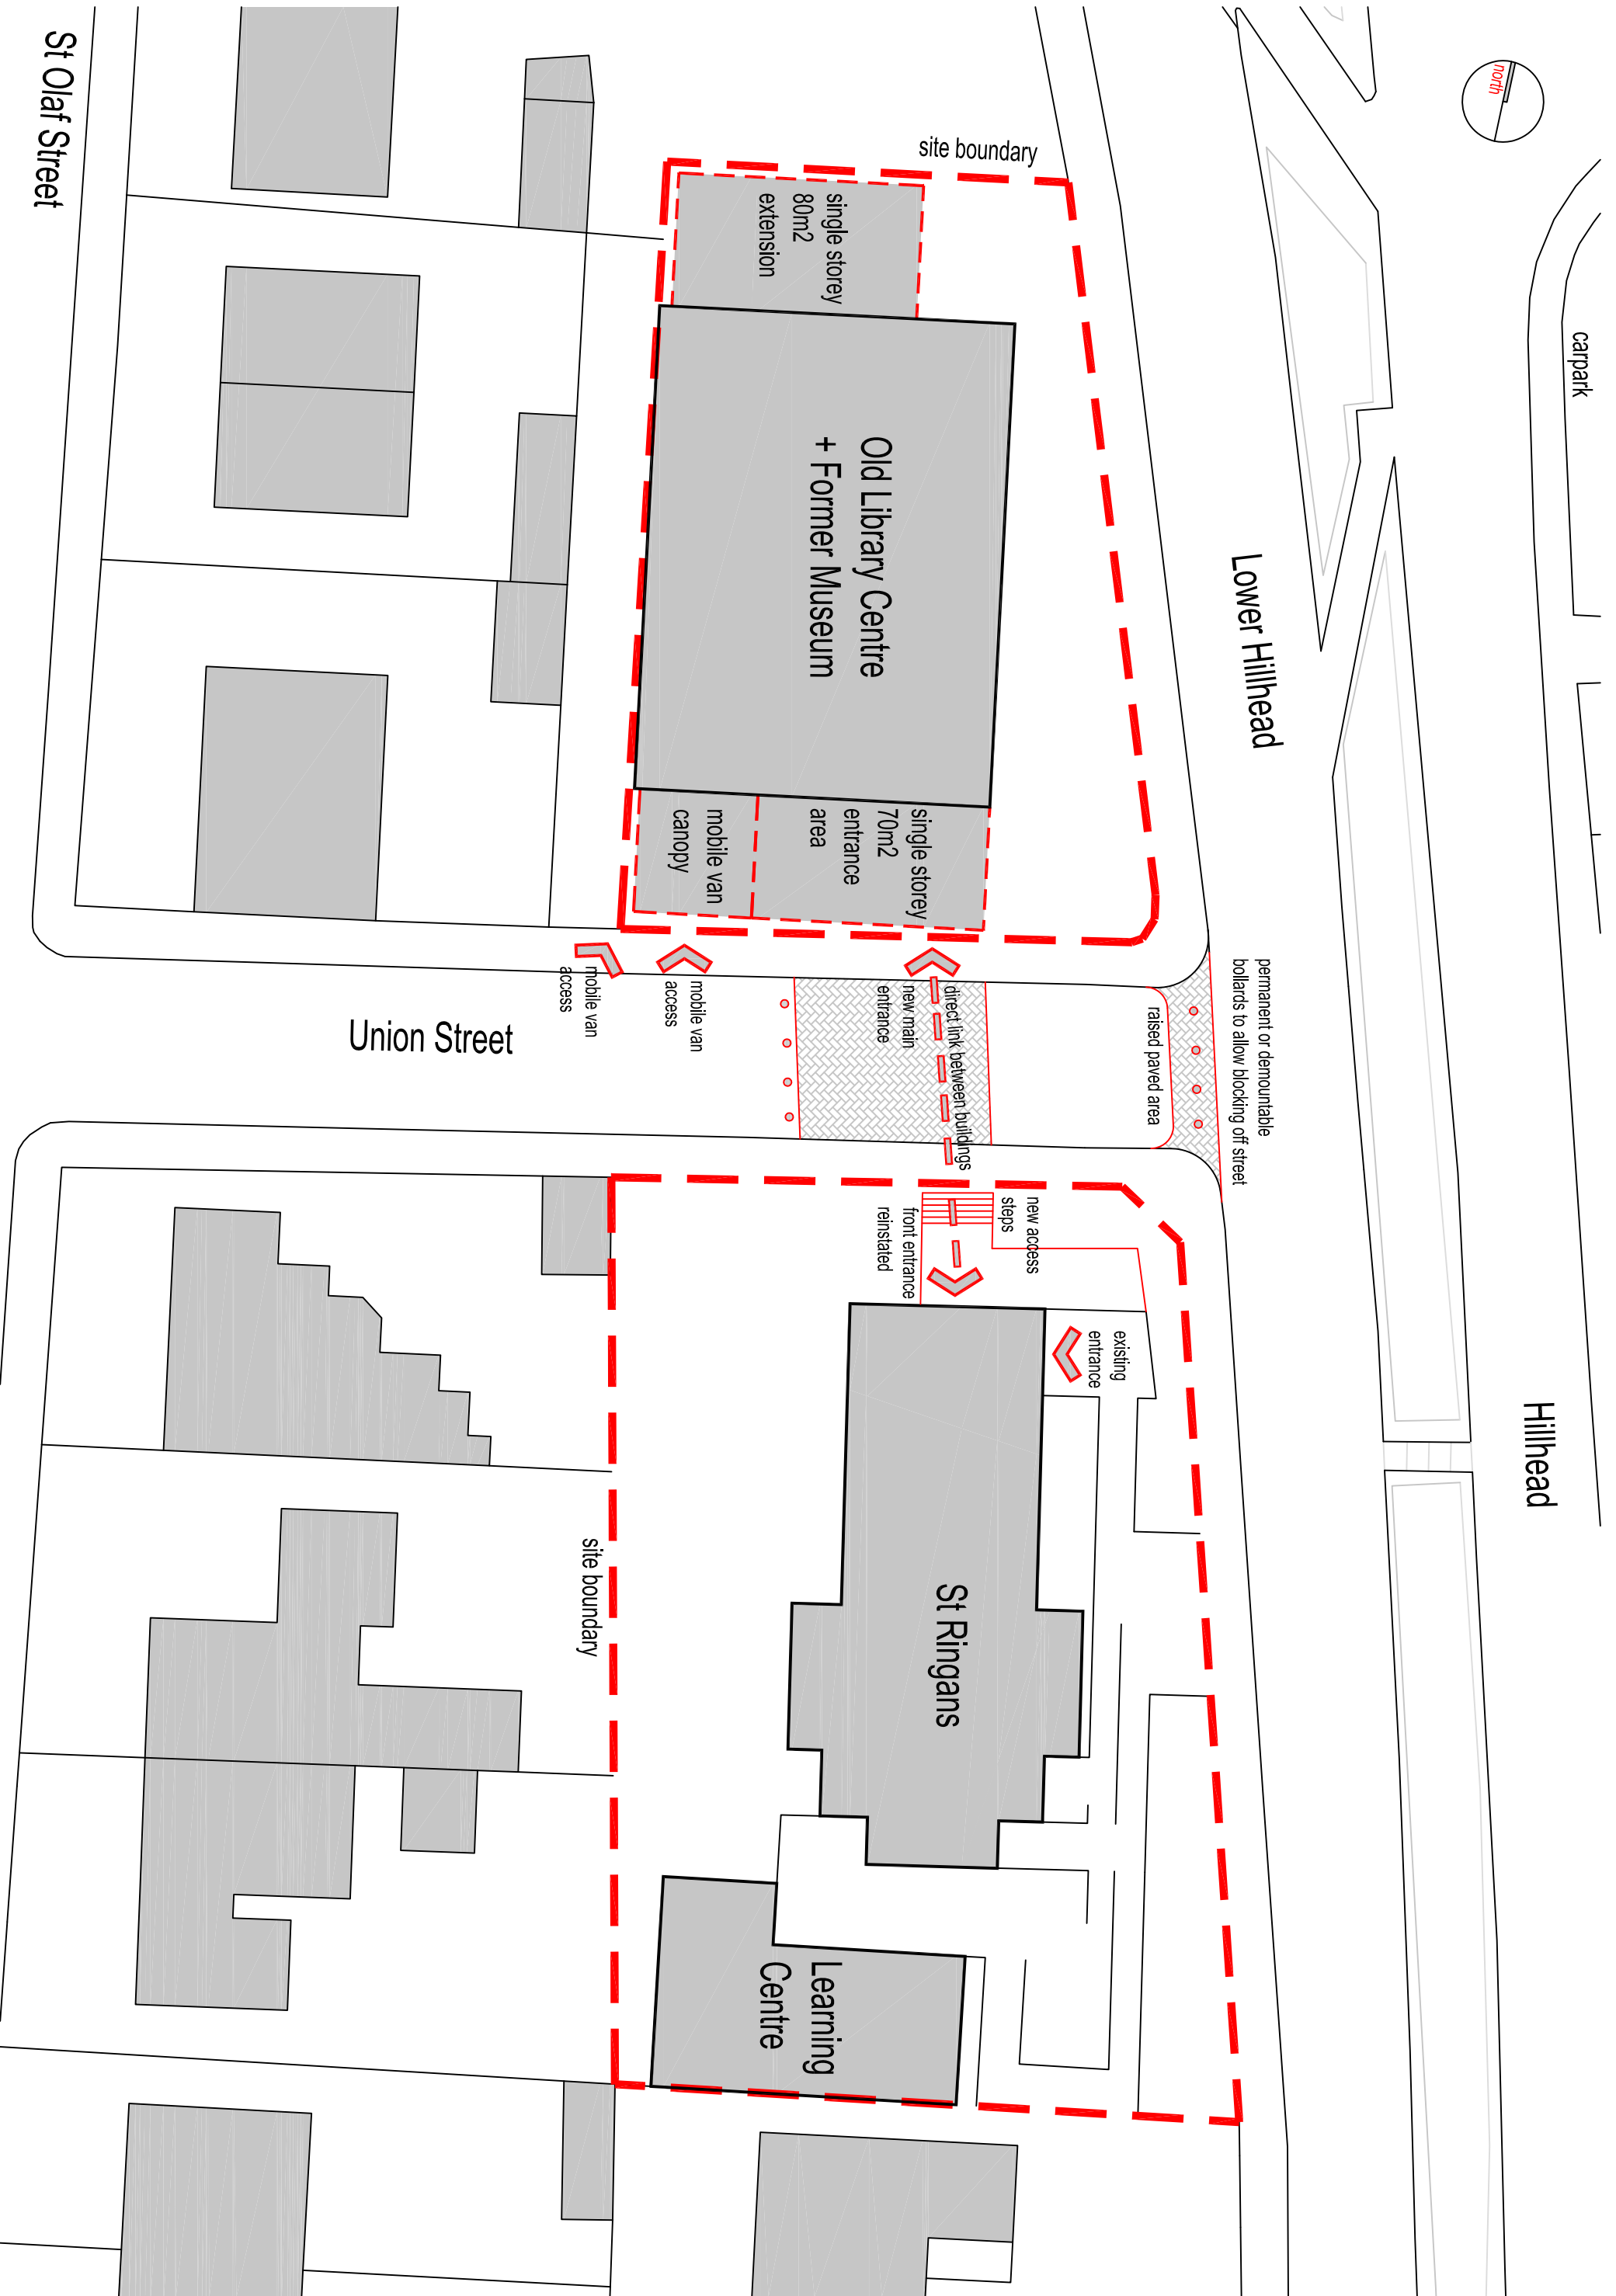 St Olaf Street
north
site boundary
carpark
single storey
80m2
extension
Old Library Centre
+ Former Museum
Lower Hillhead
single storey
70m2
entrance
area
mobile van
canopy
mobile van
access
mobile van
access
Union Street
direct link between buildings
new main
entrance
raised paved area
permanent or demountable
bollards to allow blocking off street
new access
steps
front entrance
reinstated
existing
entrance
Hillhead
St Ringans
site boundary
Learning
Centre